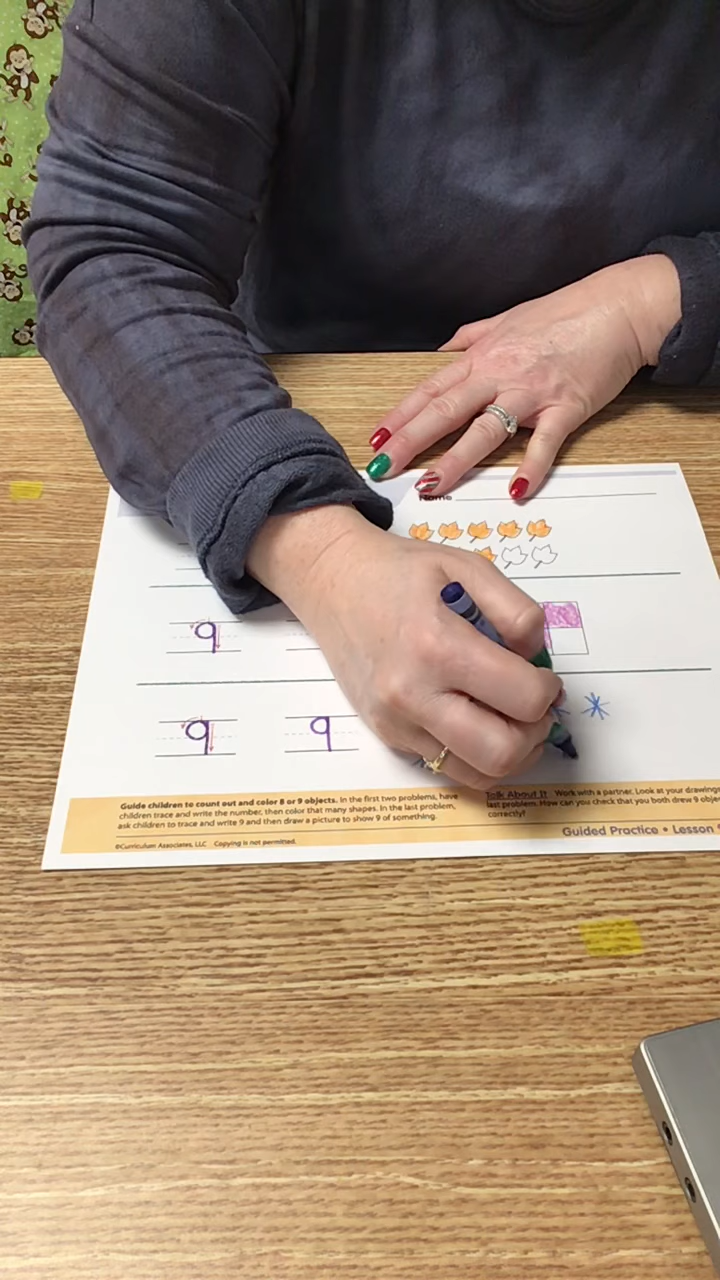 Name
9
9 9
Guide children to count out and color 8 or 9 objects. In the first two problems, have
children trace and write the number, then color that many shapes. In the last problem,
ask children to trace and write 9 and then draw a picture to show 9 of something.
Talk About It Work with a partner. Look at your drawings
last problem. How can you check that you both drew 9
correctly?
©Curriculum Associates, LLC Copying is not permitted.
Guided Practice • Lesson